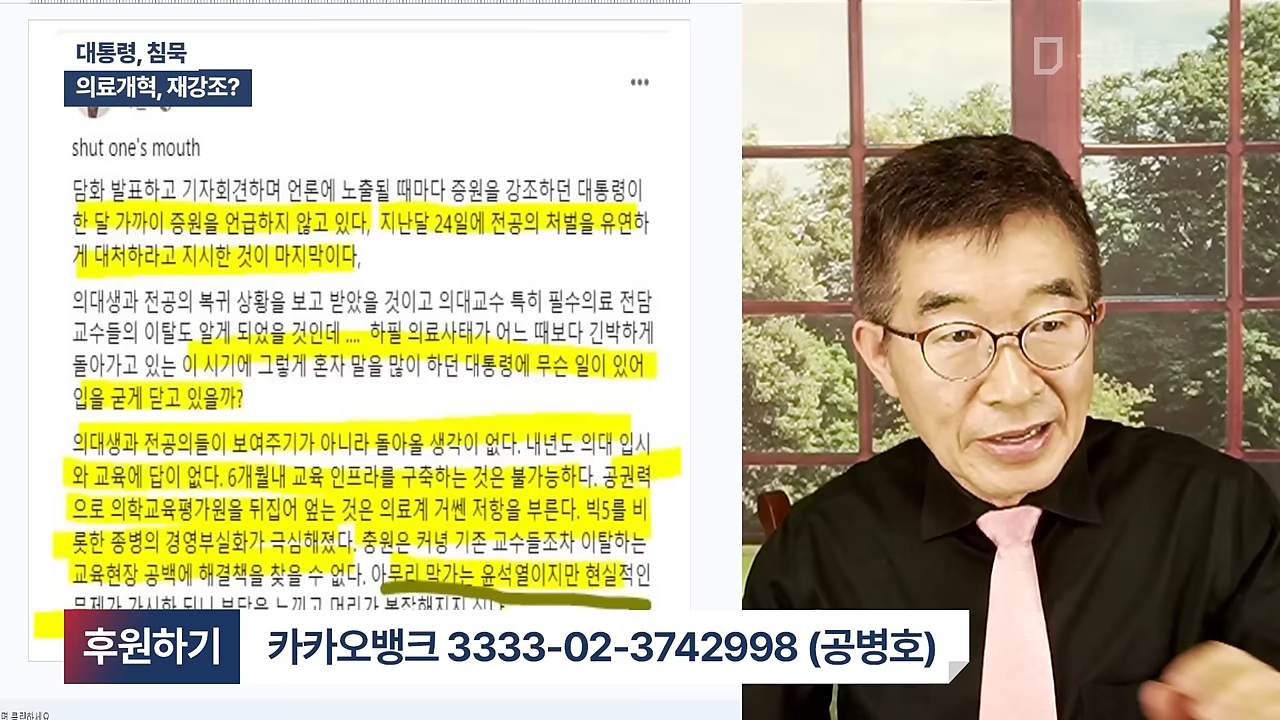 대통령, 침묵
의료개혁, 재강조?
shut one's mouth
담화 발표하고 기자회견하며 언론에 노출될 때마다 증원을 강조하던 대통령이
한 달 가까이 증원을 언급하지 않고 있다, 지난달 24일에 전공의 처벌을 유연하
게 대처하라고 지시한 것이 마지막이다,
의대생과 전공의 복귀 상황을 보고 받았을 것이고 의대교수 특히 필수의료 전담
교수들의 이탈도 알게 되었을 것인데 .... 하필 의료사태가 어느 때보다 긴박하게
돌아가고 있는 이 시기에 그렇게 혼자 말을 많이 하던 대통령에 무슨 일이 있어
입을 굳게 닫고 있을까?
의대생과 전공의들이 보여주기가 아니라 돌아올 생각이 없다. 내년도 의대 입시
와 교육에 답이 없다. 6개월내 교육 인프라를 구축하는 것은 불가능하다. 공권력
으로 의학교육평가원을 뒤집어 엎는 것은 의료계 거쎈 저항을 부른다. 빅5를 비
롯한 종병의 경영부실화가 극심해졌다. 충원은 커녕 기존 교수들조차 이탈하는
교육현장 공백에 해결책을 찾을 수 없다. 아무리 막가는 윤석열이지만 현실적인
후원하기
카카오뱅크 3333-02-3742998 (공병호)